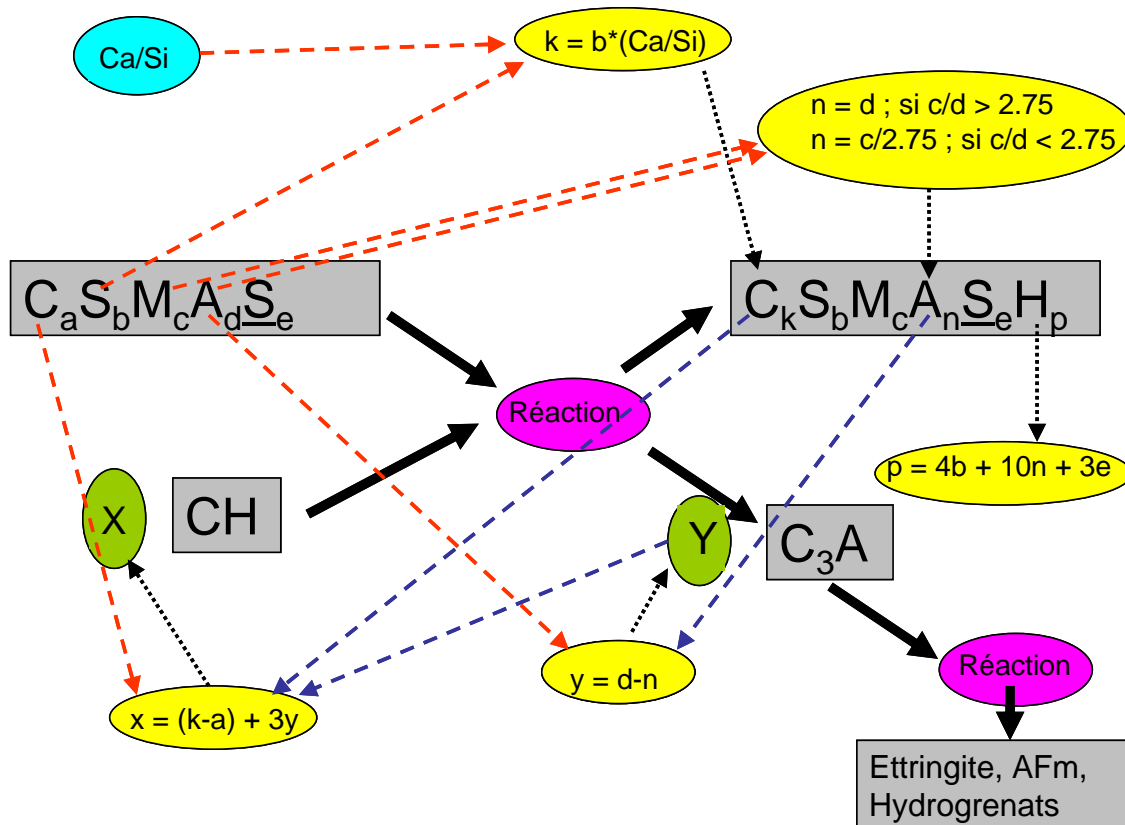 Ca/Si
k = b*(Ca/Si)
n = d ; si c/d > 2.75
n = c/2.75 ; si c/d < 2.75
CaSbMcAdSe
CkSbMcAnSeHp
Réaction
p = 4b + 10n + 3e
X
CH
Y
C3A
y = d-n
Réaction
x = (k-a) + 3y
Ettringite, AFm,
Hydrogrenats